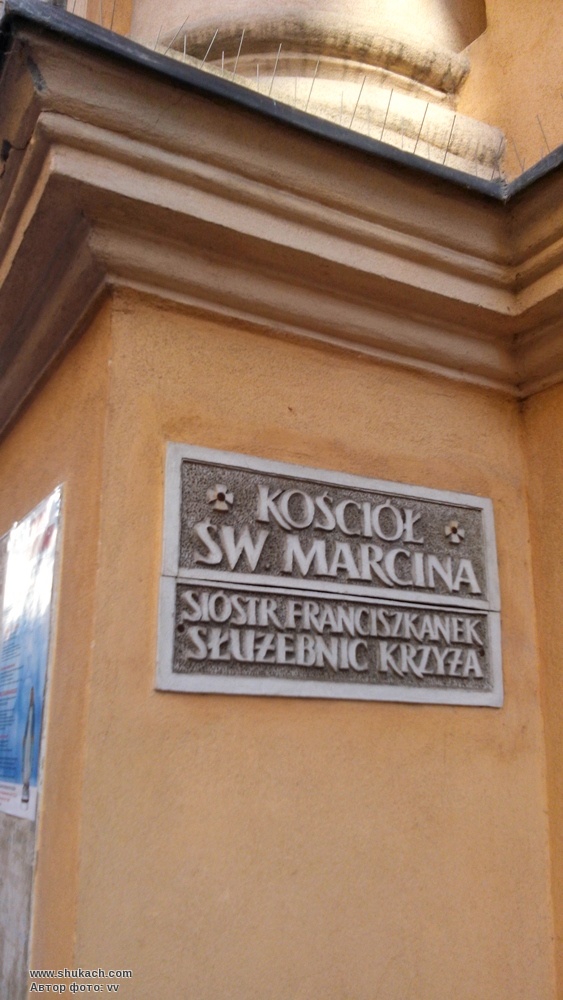 KOŚCIÓŁ
ŚW. MARCINA
SIÓSTR FRANCISZKANEK
SŁUŻEBNIC KRZYŻA
www.shukach.com
Автор фото: vv